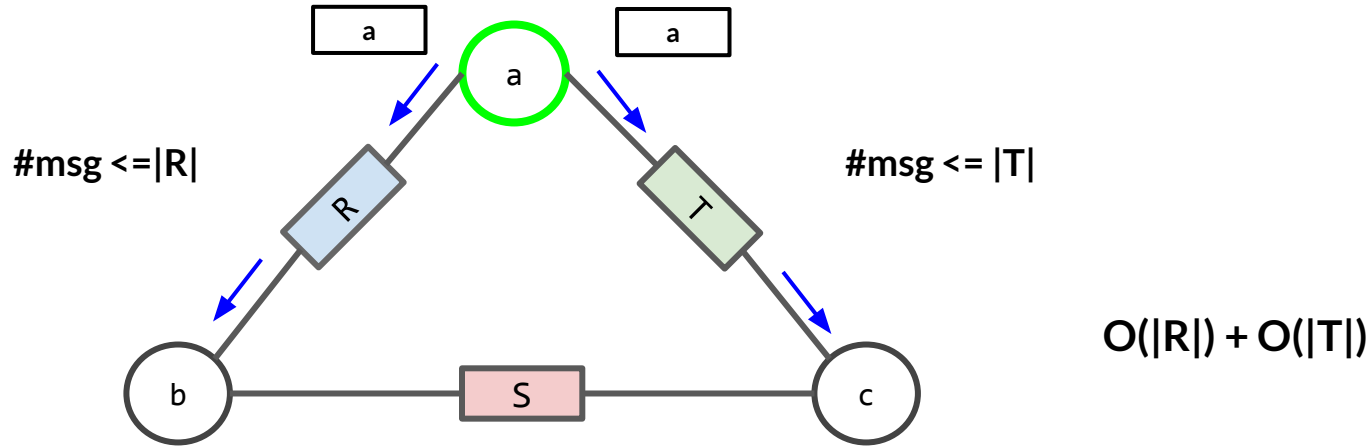 a
a
a
#msg <=|R|
#msg <= |T|
R
T
O(|R|) + O(|T|)
b
S
c